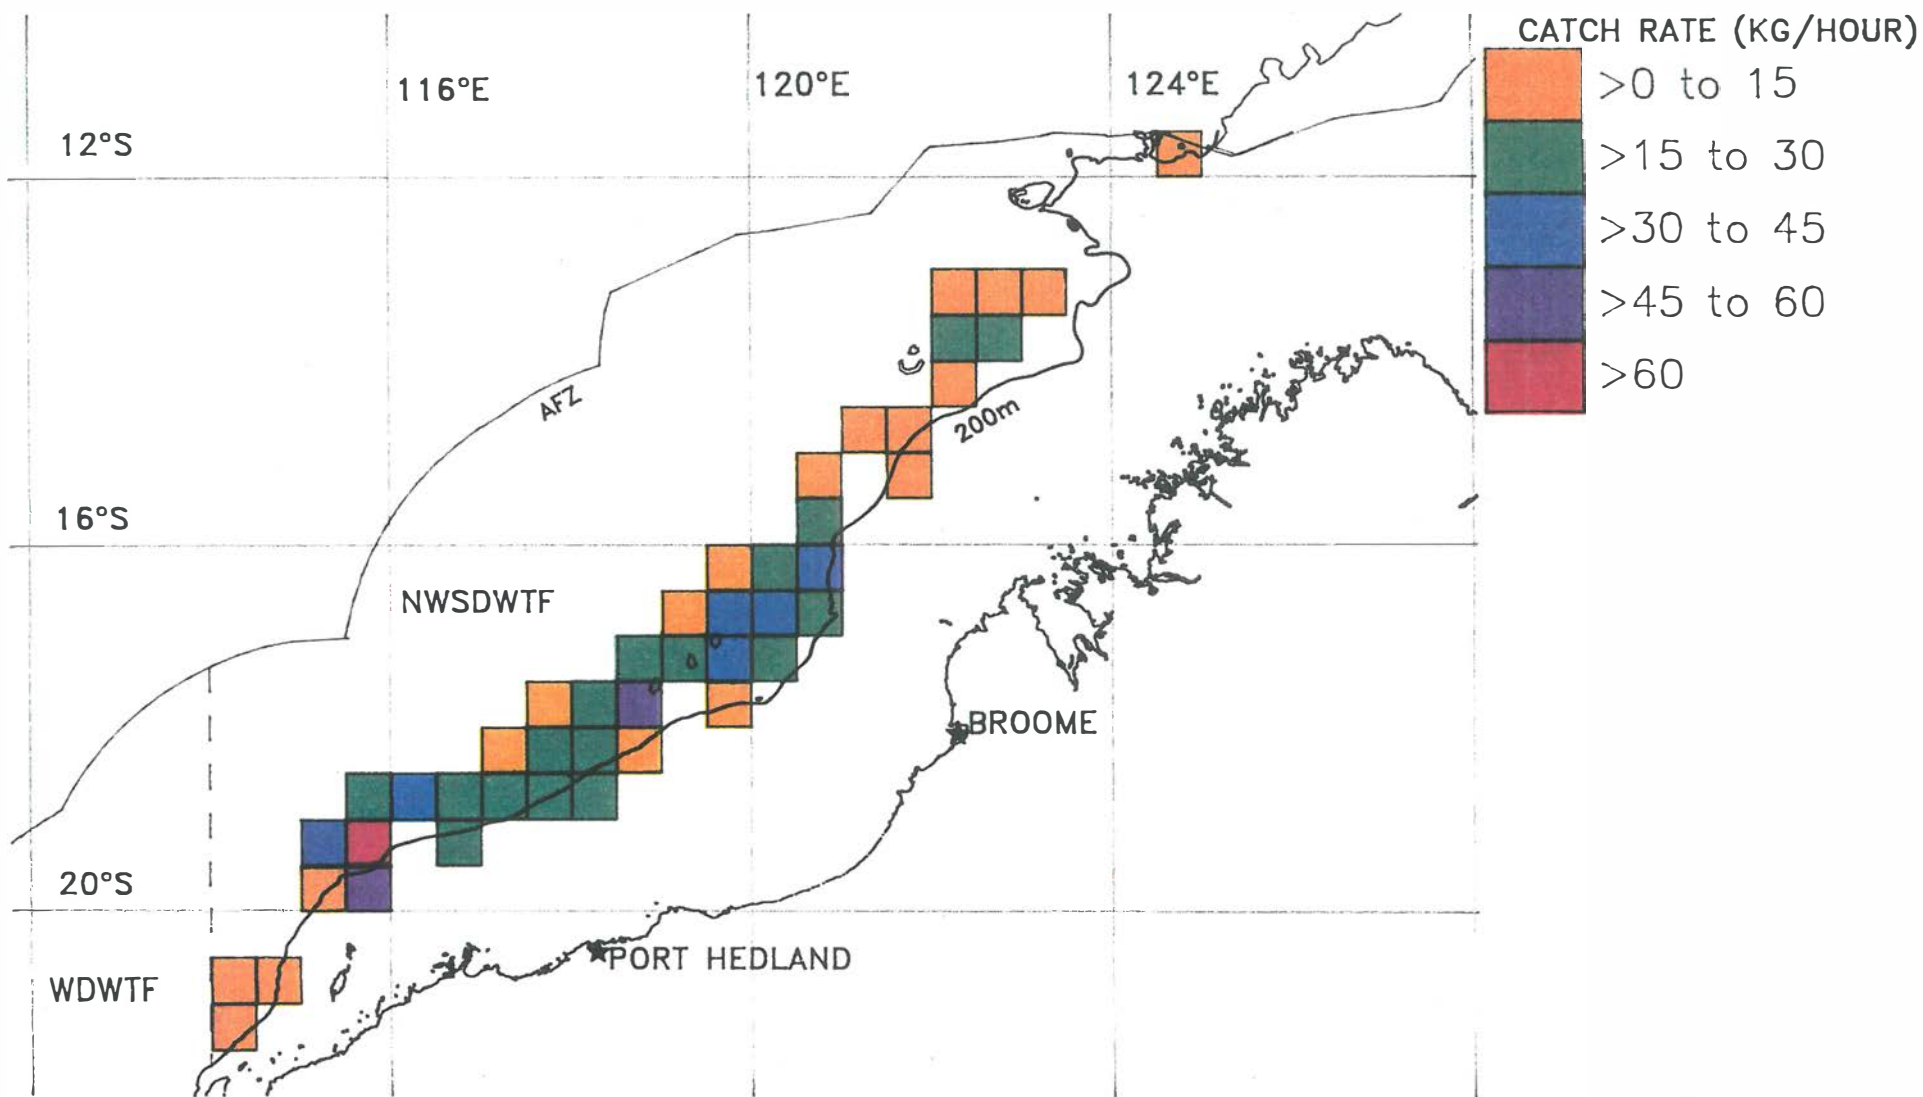 CATCH RATE (KG/HOUR)
>0 to 15
>15 to 30
>30 to 45
>45 to 60
>60
116°E
120°E
124°E
12°S
AFZ
200m
16°S
NWSDWTF
BROOME
20°S
PORT HEDLAND
WDWTF